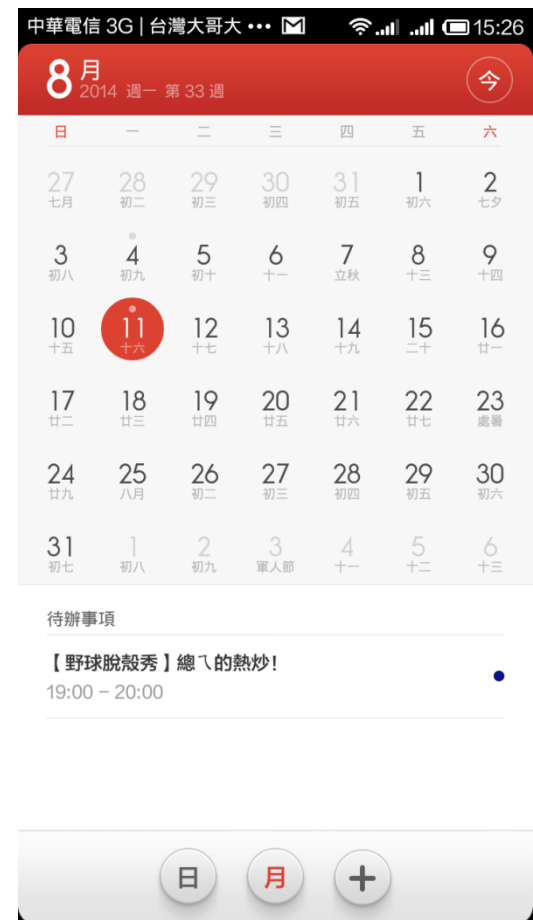 中華電信 3G | 台灣大哥大 ••• 15:26
8 月
2014 週一 第 33 週
今
日 一 二 三 四 五 六
27 28 29 30 31 1 2
七月 初二 初三 初四 初五 初六 七夕
3 4 5 6 7 8 9
初八 初九 初十 十一 立秋 十三 十四
10 11 12 13 14 15 16
十五 十六 十七 十八 十九 二十 廿一
17 18 19 20 21 22 23
廿二 廿三 廿四 廿五 廿六 廿七 處暑
24 25 26 27 28 29 30
廿九 八月 初二 初三 初四 初五 初六
31 1 2 3 4 5 6
初七 初八 初九 軍人節 十一 十二 十三
待辦事項
【野球脫殼秀】總ㄟ的熱炒!
19:00 – 20:00
日 月 +